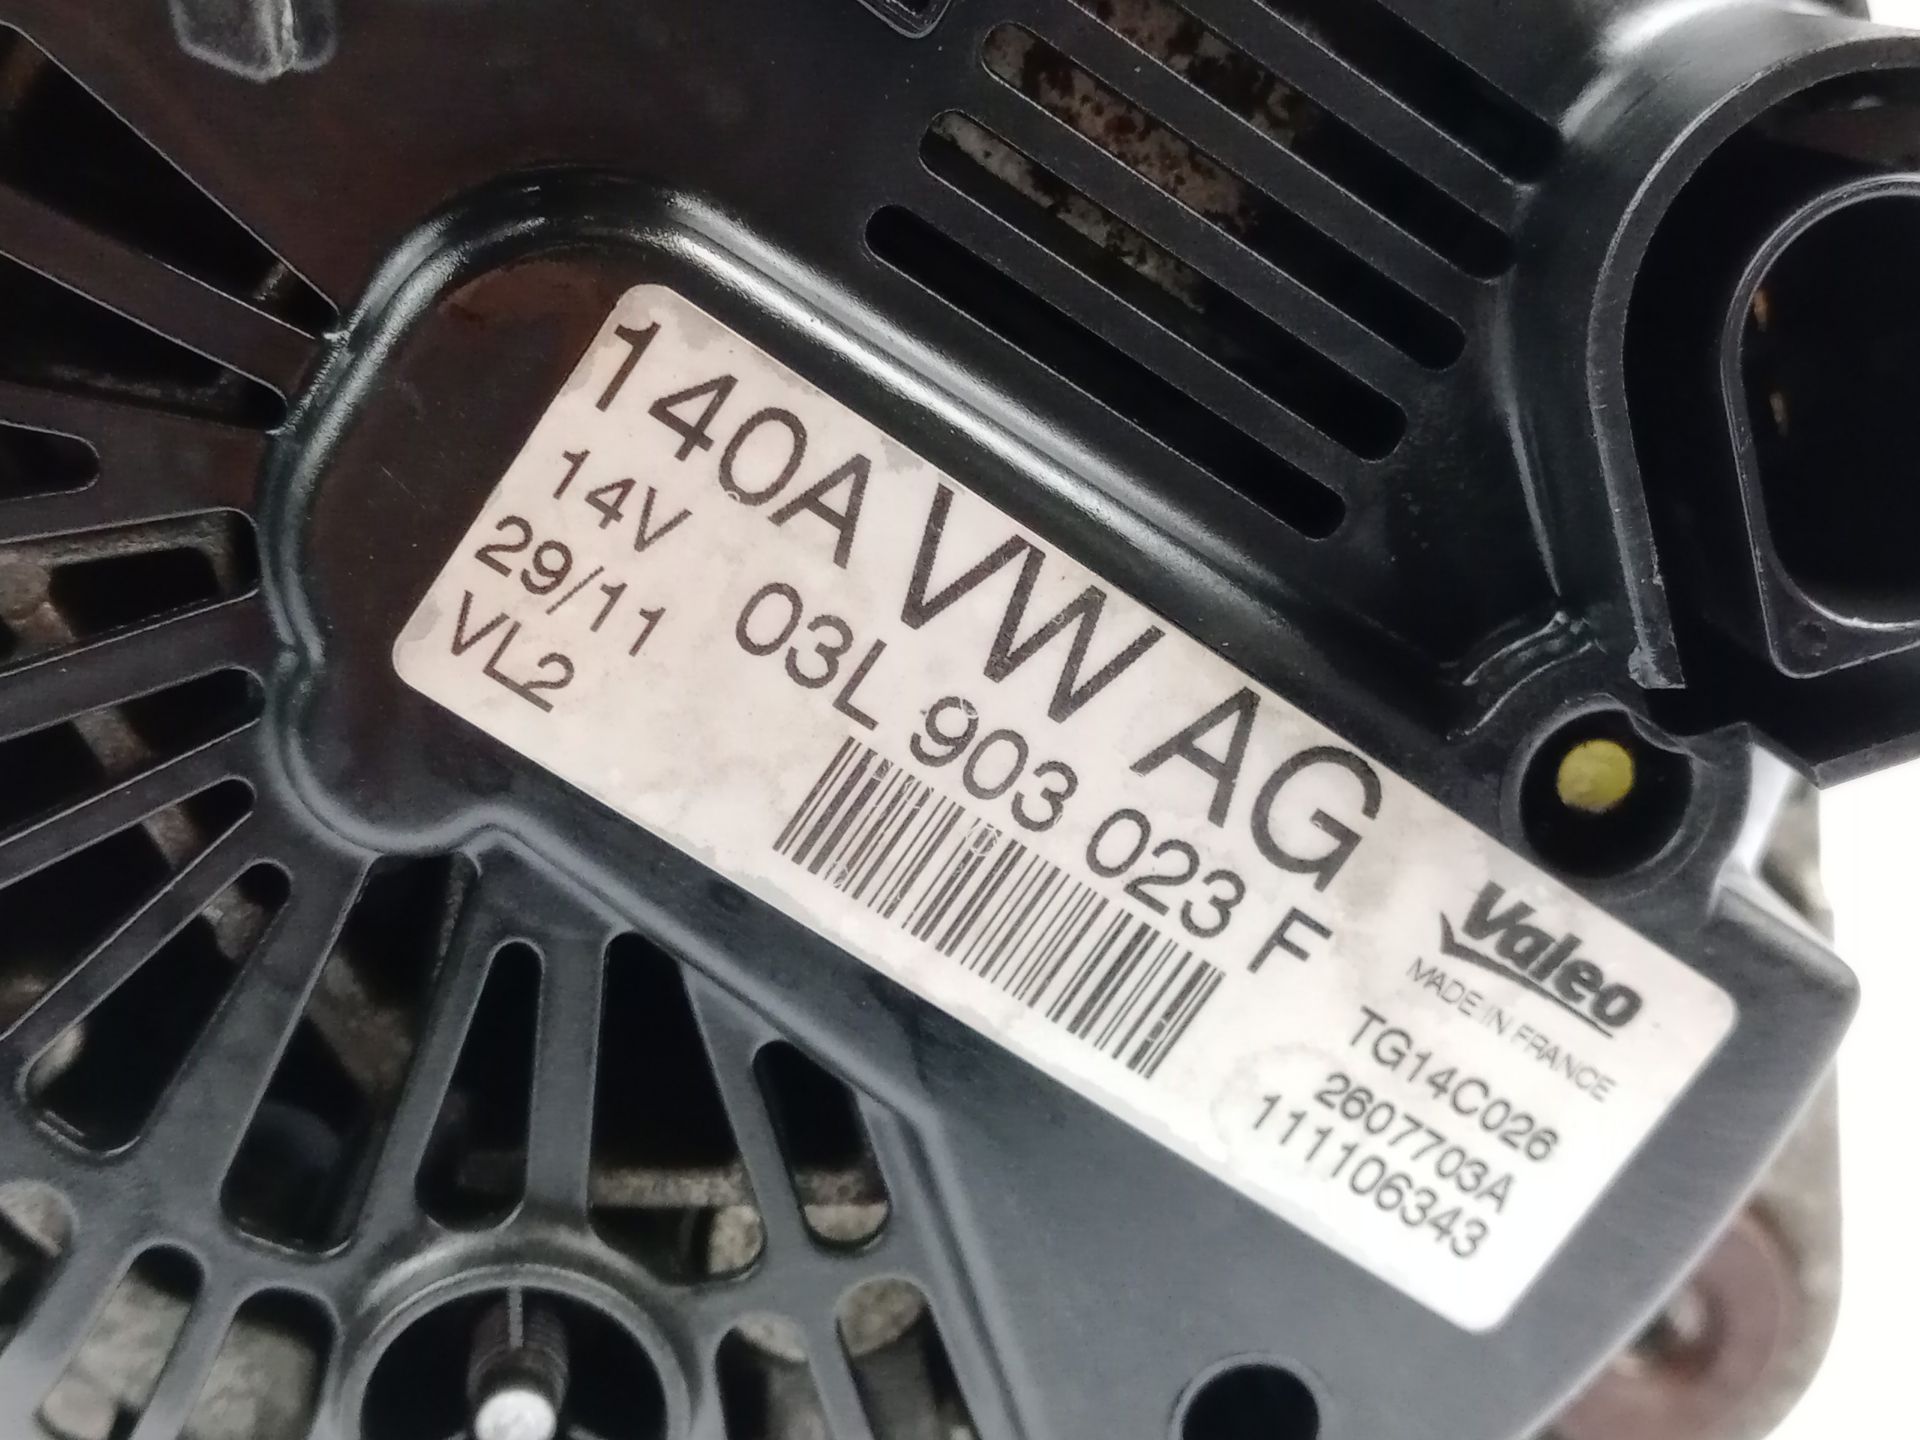 140A VW AG
14V 03L 903 023 F
29/11
VL2
Valeo
MADE IN FRANCE
TG14C026
2607703A
111106343